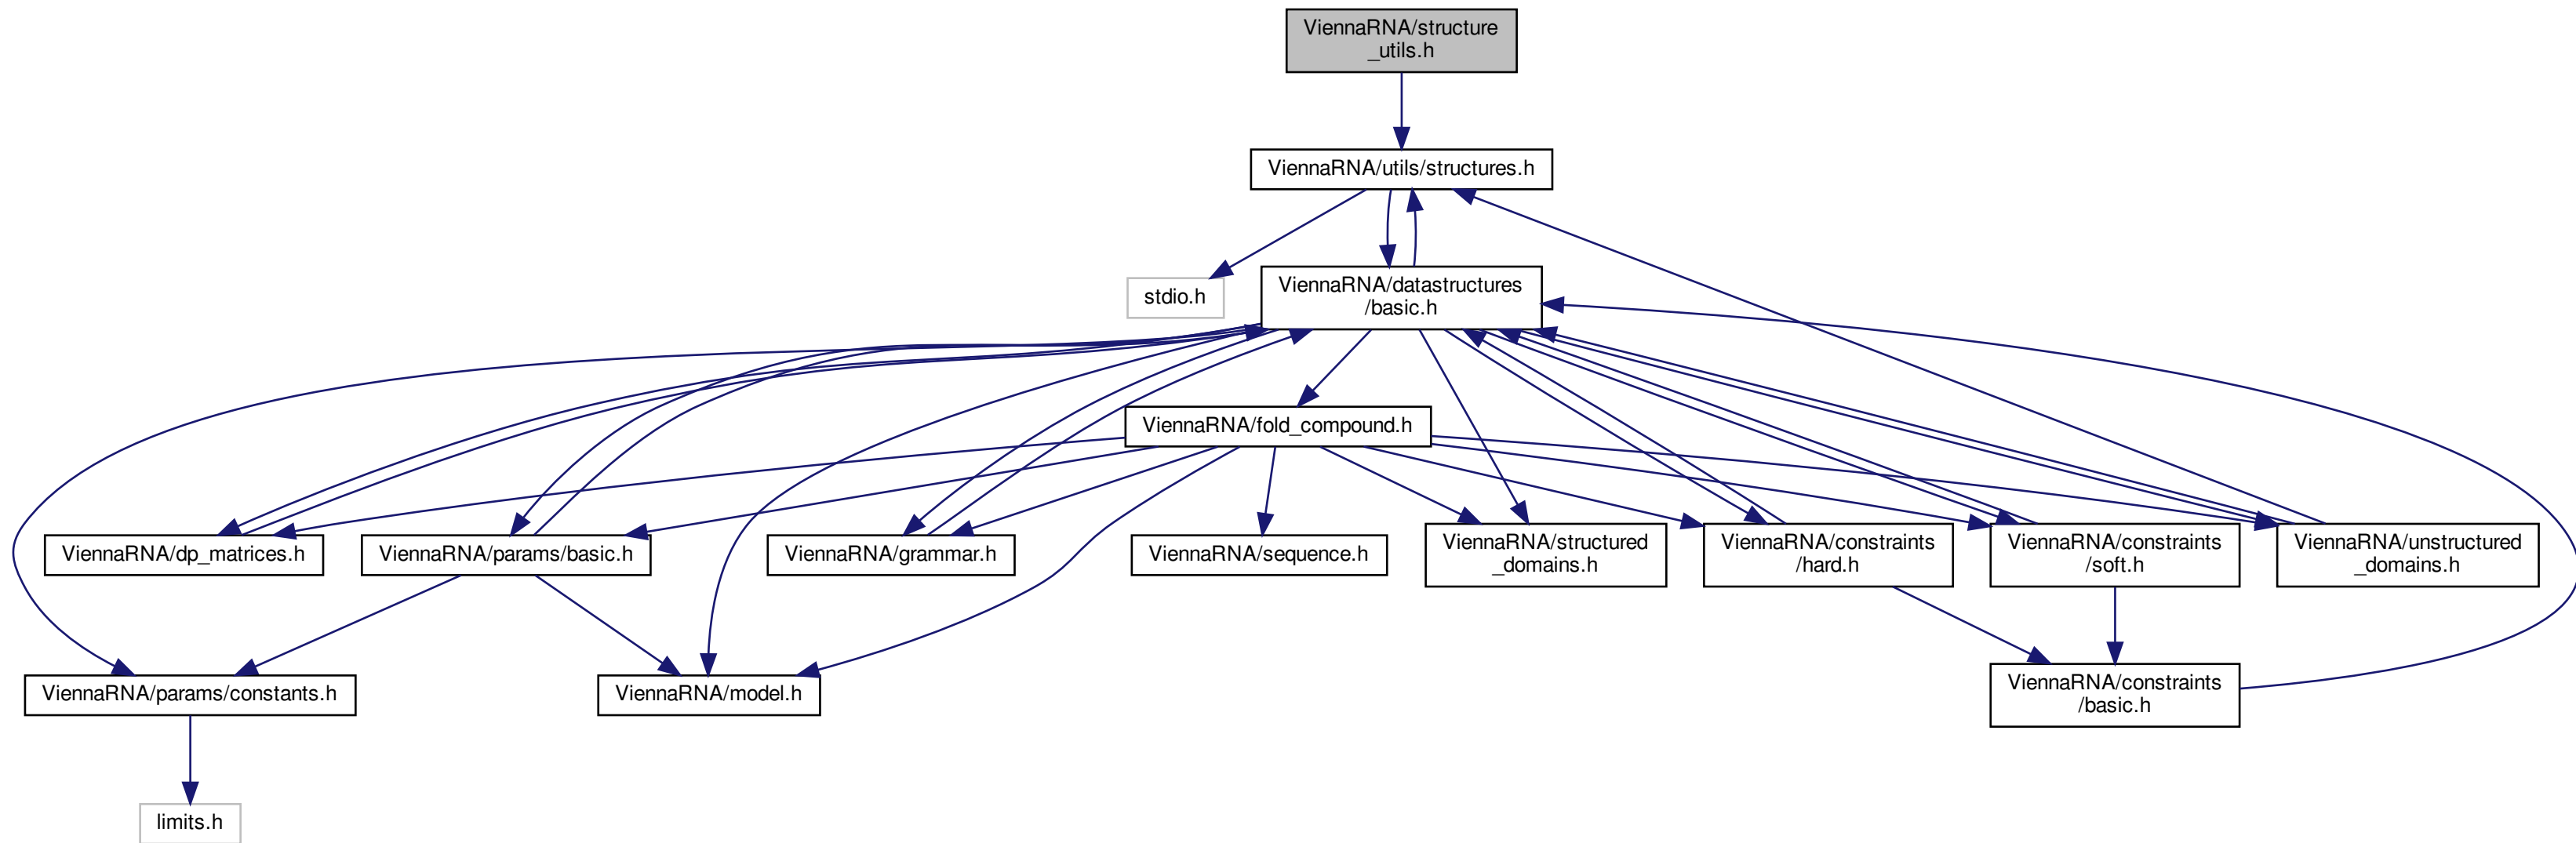 ViennaRNA/structure
_utils.h
ViennaRNA/utils/structures.h
stdio.h
ViennaRNA/datastructures
/basic.h
ViennaRNA/fold_compound.h
ViennaRNA/dp_matrices.h
ViennaRNA/params/basic.h
ViennaRNA/grammar.h
ViennaRNA/sequence.h
ViennaRNA/structured
_domains.h
ViennaRNA/constraints
/hard.h
ViennaRNA/constraints
/soft.h
ViennaRNA/unstructured
_domains.h
ViennaRNA/params/constants.h
ViennaRNA/model.h
ViennaRNA/constraints
/basic.h
limits.h